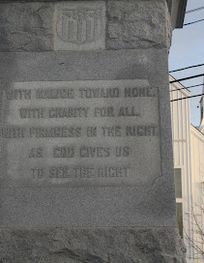 WITH MALICE TOWARD NONE,
WITH CHARITY FOR ALL,
WITH FIRMNESS IN THE RIGHT,
AS GOD GIVES US
TO SEE THE RIGHT